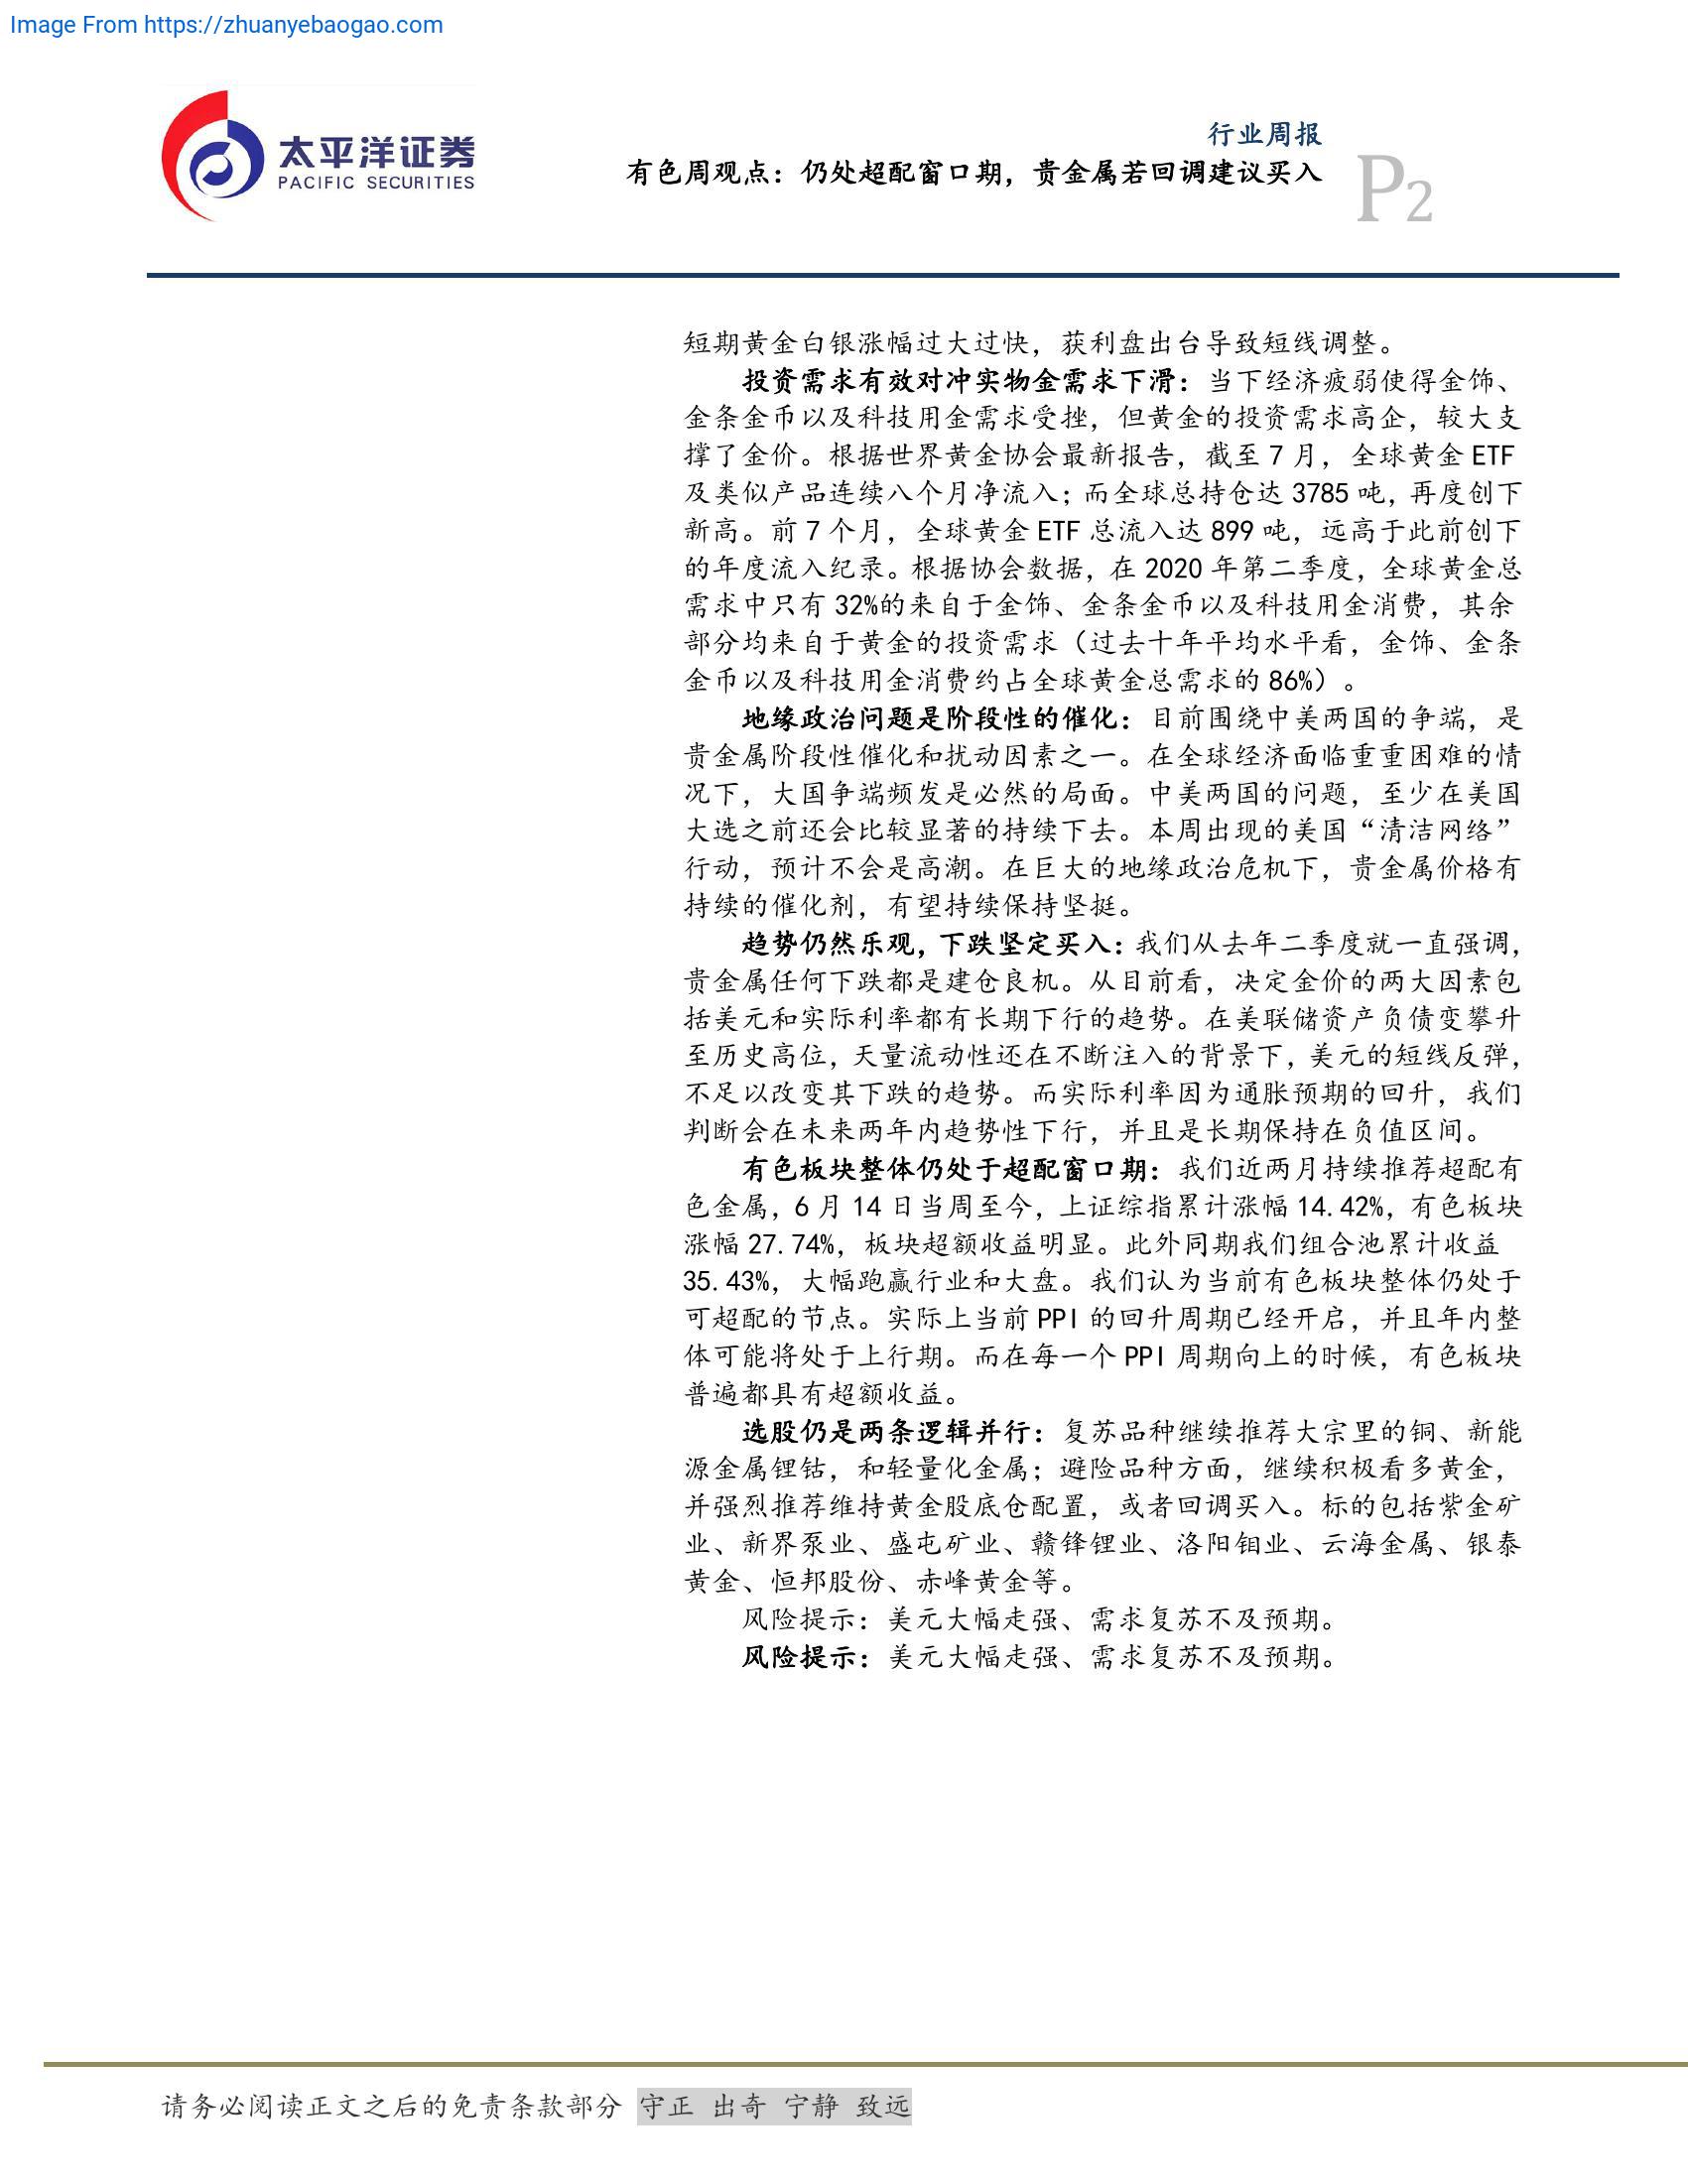 Image From https://zhuanyebaogao.com
太平洋证券
PACIFIC SECURITIES
行业周报
有色周观点：仍处超配窗口期，贵金属若回调建议买入
P2
短期黄金白银涨幅过大过快，获利盘出台导致短线调整。
投资需求有效对冲实物金需求下滑：当下经济疲弱使得金饰、
金条金币以及科技用金需求受挫，但黄金的投资需求高企，较大支
撑了金价。根据世界黄金协会最新报告，截至 7 月，全球黄金 ETF
及类似产品连续八个月净流入；而全球总持仓达 3785 吨，再度创下
新高。前 7 个月，全球黄金 ETF 总流入达 899 吨，远高于此前创下
的年度流入纪录。根据协会数据，在 2020 年第二季度，全球黄金总
需求中只有 32%的来自于金饰、金条金币以及科技用金消费，其余
部分均来自于黄金的投资需求（过去十年平均水平看，金饰、金条
金币以及科技用金消费约占全球黄金总需求的 86%）。
地缘政治问题是阶段性的催化：目前围绕中美两国的争端，是
贵金属阶段性催化和扰动因素之一。在全球经济面临重重困难的情
况下，大国争端频发是必然的局面。中美两国的问题，至少在美国
大选之前还会比较显著的持续下去。本周出现的美国“清洁网络”
行动，预计不会是高潮。在巨大的地缘政治危机下，贵金属价格有
持续的催化剂，有望持续保持坚挺。
趋势仍然乐观，下跌坚定买入：我们从去年二季度就一直强调，
贵金属任何下跌都是建仓良机。从目前看，决定金价的两大因素包
括美元和实际利率都有长期下行的趋势。在美联储资产负债变攀升
至历史高位，天量流动性还在不断注入的背景下，美元的短线反弹，
不足以改变其下跌的趋势。而实际利率因为通胀预期的回升，我们
判断会在未来两年内趋势性下行，并且是长期保持在负值区间。
有色板块整体仍处于超配窗口期：我们近两月持续推荐超配有
色金属，6 月 14 日当周至今，上证综指累计涨幅 14.42%，有色板块
涨幅 27.74%，板块超额收益明显。此外同期我们组合池累计收益
35.43%，大幅跑赢行业和大盘。我们认为当前有色板块整体仍处于
可超配的节点。实际上当前 PPI 的回升周期已经开启，并且年内整
体可能将处于上行期。而在每一个 PPI 周期向上的时候，有色板块
普遍都具有超额收益。
选股仍是两条逻辑并行：复苏品种继续推荐大宗里的铜、新能
源金属锂钴，和轻量化金属；避险品种方面，继续积极看多黄金，
并强烈推荐维持黄金股底仓配置，或者回调买入。标的包括紫金矿
业、新界泵业、盛屯矿业、赣锋锂业、洛阳钼业、云海金属、银泰
黄金、恒邦股份、赤峰黄金等。
风险提示：美元大幅走强、需求复苏不及预期。
风险提示：美元大幅走强、需求复苏不及预期。
请务必阅读正文之后的免责条款部分 守正 出奇 宁静 致远